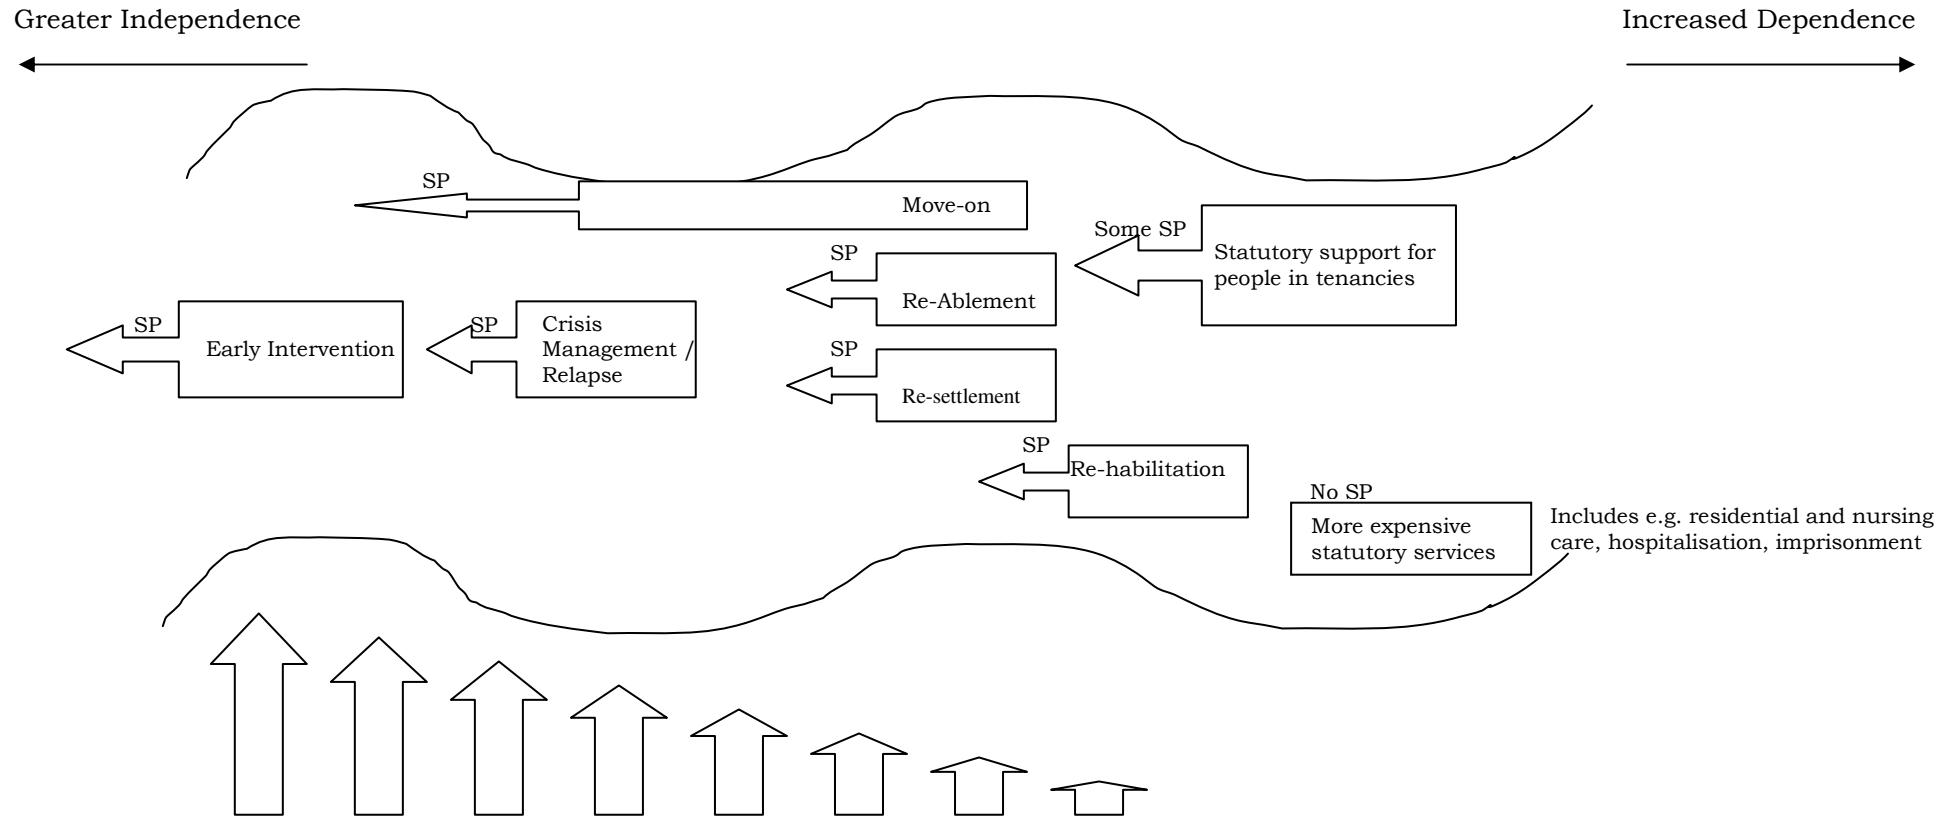 Greater Independence
Increased Dependence
SP
Move-on
Some SP
Statutory support for
people in tenancies
SP
Re-Ablement
SP
Early Intervention
SP
Crisis
Management /
Relapse
SP
Re-settlement
SP
Re-habilitation
No SP
More expensive
statutory services
Includes e.g. residential and nursing
care, hospitalisation, imprisonment